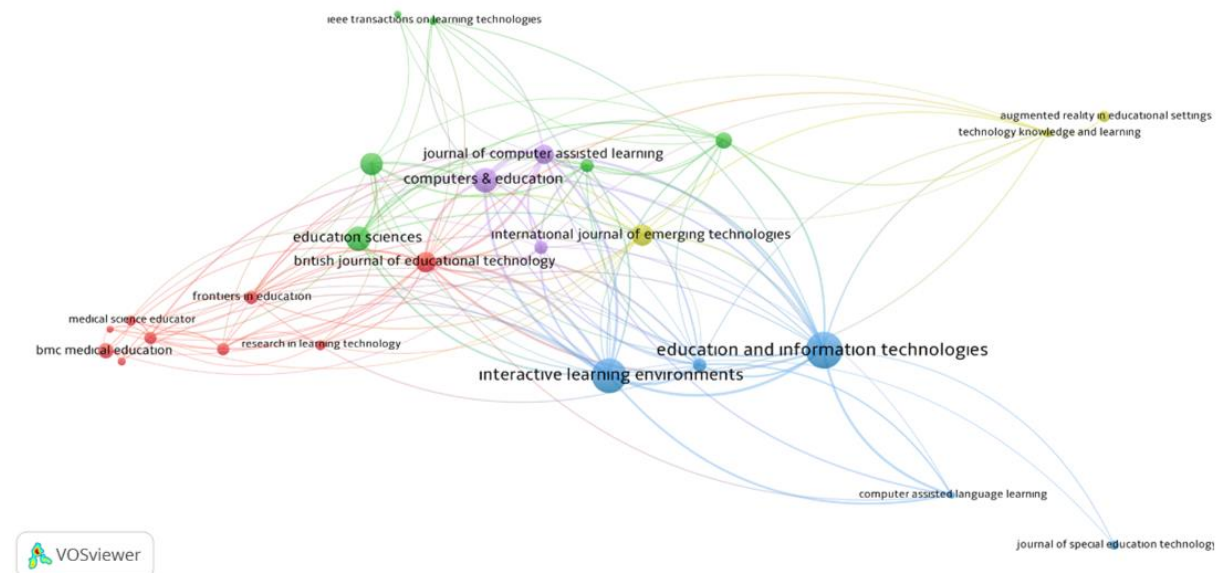 ieee transactions on learning technologies
augmented reality in educational settings
technology knowledge and learning
journal of computer assisted learning
computers & education
international journal of emerging technologies
education sciences
british journal of educational technology
frontiers in education
medical science educator
research in learning technology
bmc medical education
education and information technologies
interactive learning environments
computer assisted language learning
journal of special education technology
VOSviewer